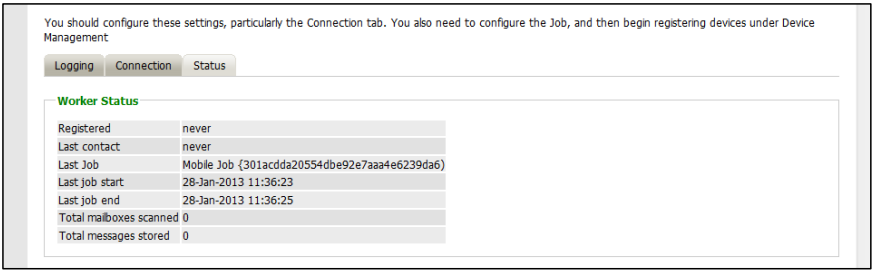 You should configure these settings, particularly the Connection tab. You also need to configure the Job, and then begin registering devices under Device
Management
Logging Connection Status
Worker Status
Registered never
Last contact never
Last Job Mobile Job {301acdda20554dbe92e7aaa4e6239da6)
Last job start 28-Jan-2013 11:36:23
Last job end 28-Jan-2013 11:36:25
Total mailboxes scanned 0
Total messages stored 0